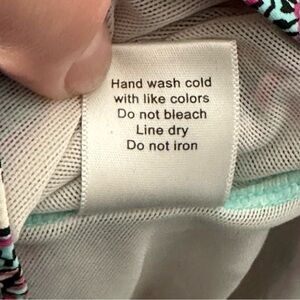 Hand wash cold
with like colors
Do not bleach
Line dry
Do not iron